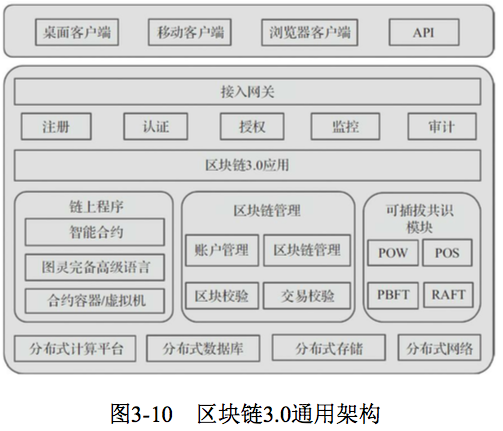 桌面客户端 移动客户端 浏览器客户端 API
接入网关
注册 认证 授权 监控 审计
区块链3.0应用
链上程序
智能合约
图灵完备高级语言
合约容器/虚拟机
区块链管理
账户管理 区块链管理
区块校验 交易校验
可插拔共识
模块
POW POS
PBFT RAFT
分布式计算平台 分布式数据库 分布式存储 分布式网络
图3-10 区块链3.0通用架构